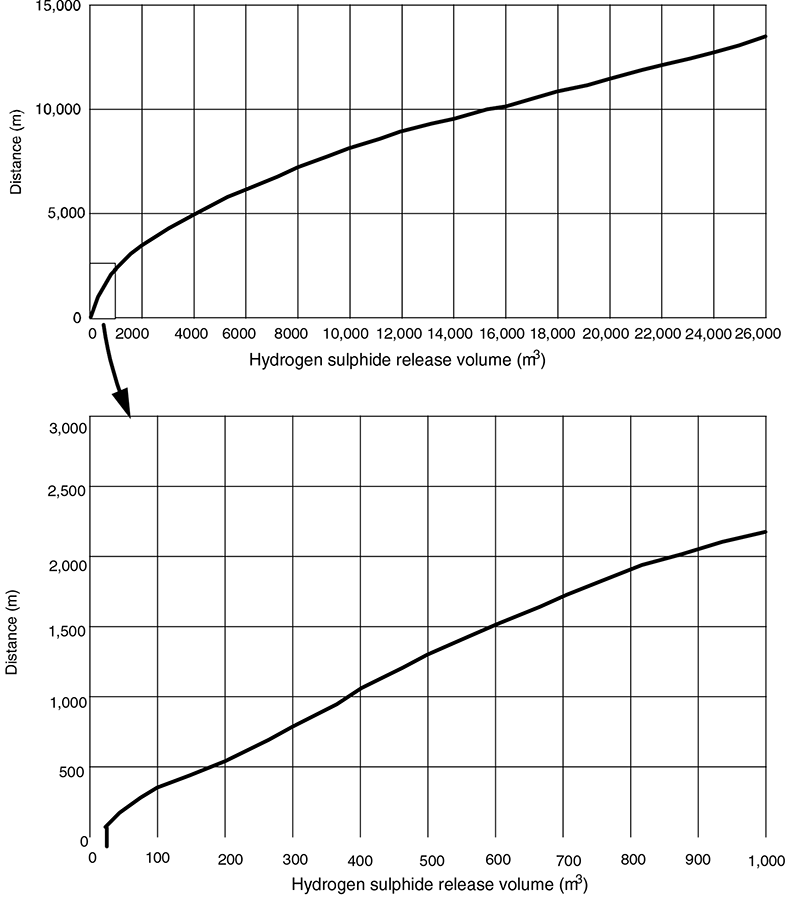 15,000
10,000
5,000
0
Distance (m)
0 2000 4000 6000 8000 10,000 12,000 14,000 16,000 18,000 20,000 22,000 24,000 26,000
Hydrogen sulphide release volume (m³)
3,000
2,500
2,000
1,500
1,000
500
0
Distance (m)
0 100 200 300 400 500 600 700 800 900 1,000
Hydrogen sulphide release volume (m³)